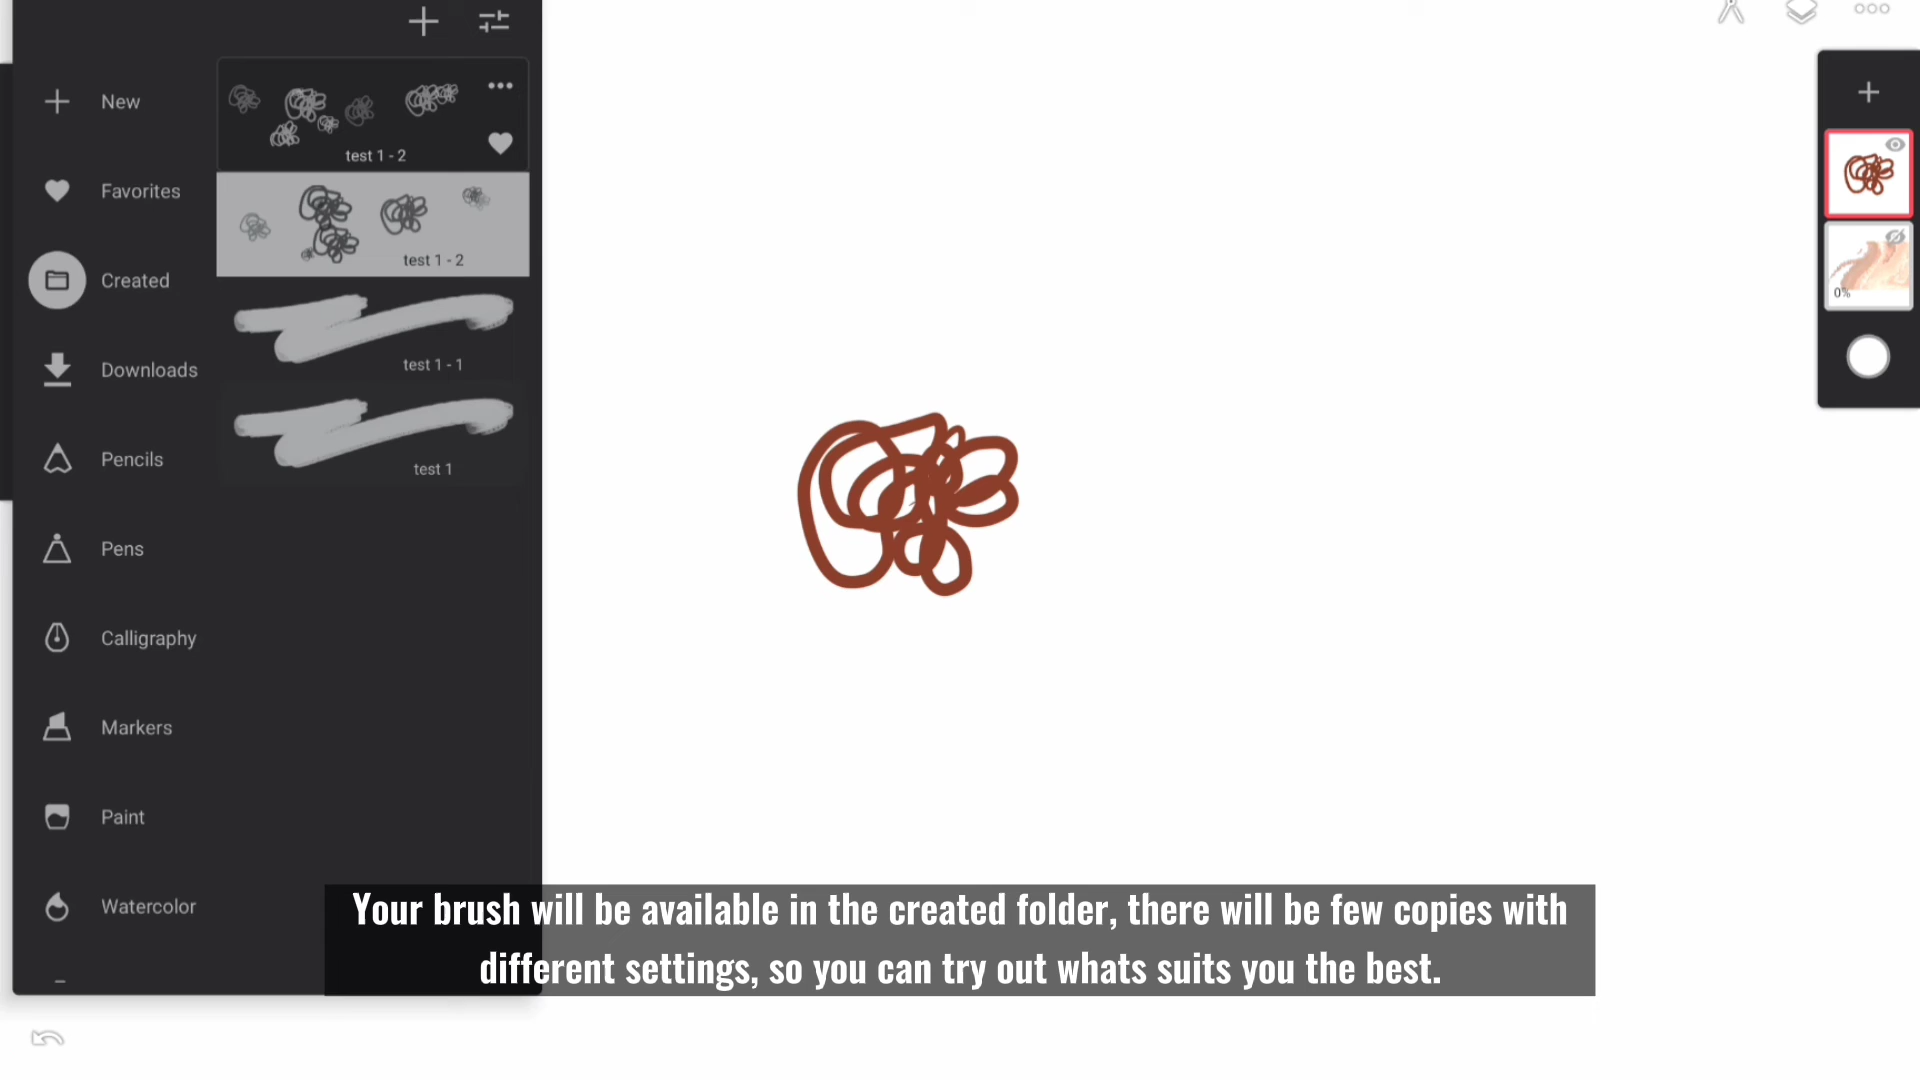 New
Favorites
Created
Downloads
Pencils
Pens
Calligraphy
Markers
Paint
Watercolor
test 1 - 2
test 1 - 2
test 1 - 1
test 1
0%
Your brush will be available in the created folder, there will be few copies with
different settings, so you can try out whats suits you the best.